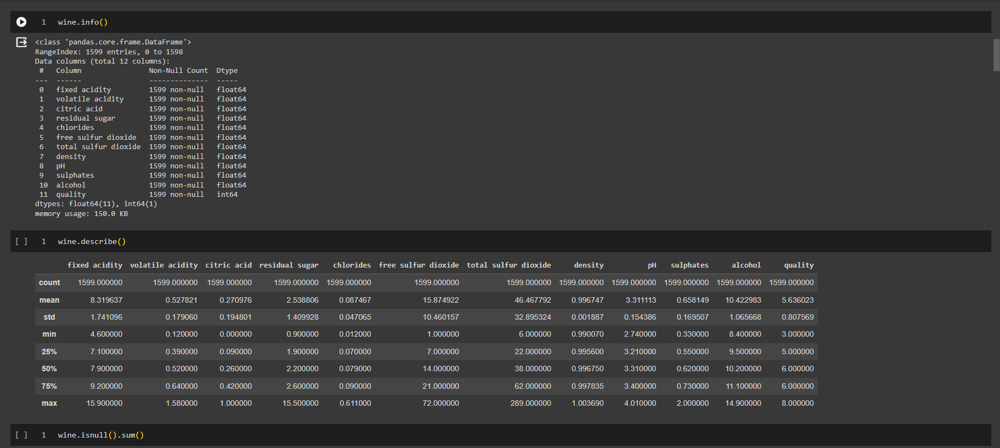 1 wine.info()
<class 'pandas.core.frame.DataFrame'>
RangeIndex: 1599 entries, 0 to 1598
Data columns (total 12 columns):
 #   Column                Non-Null Count  Dtype
---  ------                --------------  -----
 0   fixed acidity         1599 non-null   float64
 1   volatile acidity      1599 non-null   float64
 2   citric acid           1599 non-null   float64
 3   residual sugar        1599 non-null   float64
 4   chlorides             1599 non-null   float64
 5   free sulfur dioxide   1599 non-null   float64
 6   total sulfur dioxide  1599 non-null   float64
 7   density               1599 non-null   float64
 8   pH                    1599 non-null   float64
 9   sulphates             1599 non-null   float64
 10  alcohol               1599 non-null   float64
 11  quality               1599 non-null   int64
dtypes: float64(11), int64(1)
memory usage: 150.0 KB
[ ] 1 wine.describe()
fixed acidity volatile acidity citric acid residual sugar chlorides free sulfur dioxide total sulfur dioxide density pH sulphates alcohol quality
count 1599.000000 1599.000000 1599.000000 1599.000000 1599.000000 1599.000000 1599.000000 1599.000000 1599.000000 1599.000000 1599.000000 1599.000000
mean 8.319637 0.527821 0.270976 2.538806 0.087467 15.874922 46.467792 0.996747 3.311113 0.658149 10.422983 5.636023
std 1.741096 0.179060 0.194801 1.409928 0.047065 10.460157 32.895324 0.001887 0.154386 0.169507 1.065668 0.807569
min 4.600000 0.120000 0.000000 0.900000 0.012000 1.000000 6.000000 0.990070 2.740000 0.330000 8.400000 3.000000
25% 7.100000 0.390000 0.090000 1.900000 0.070000 7.000000 22.000000 0.995600 3.210000 0.550000 9.500000 5.000000
50% 7.900000 0.520000 0.260000 2.200000 0.079000 14.000000 38.000000 0.996750 3.310000 0.620000 10.200000 6.000000
75% 9.200000 0.640000 0.420000 2.600000 0.090000 21.000000 62.000000 0.997835 3.400000 0.730000 11.100000 6.000000
max 15.900000 1.580000 1.000000 15.500000 0.611000 72.000000 289.000000 1.003690 4.010000 2.000000 14.900000 8.000000
[ ] 1 wine.isnull().sum()